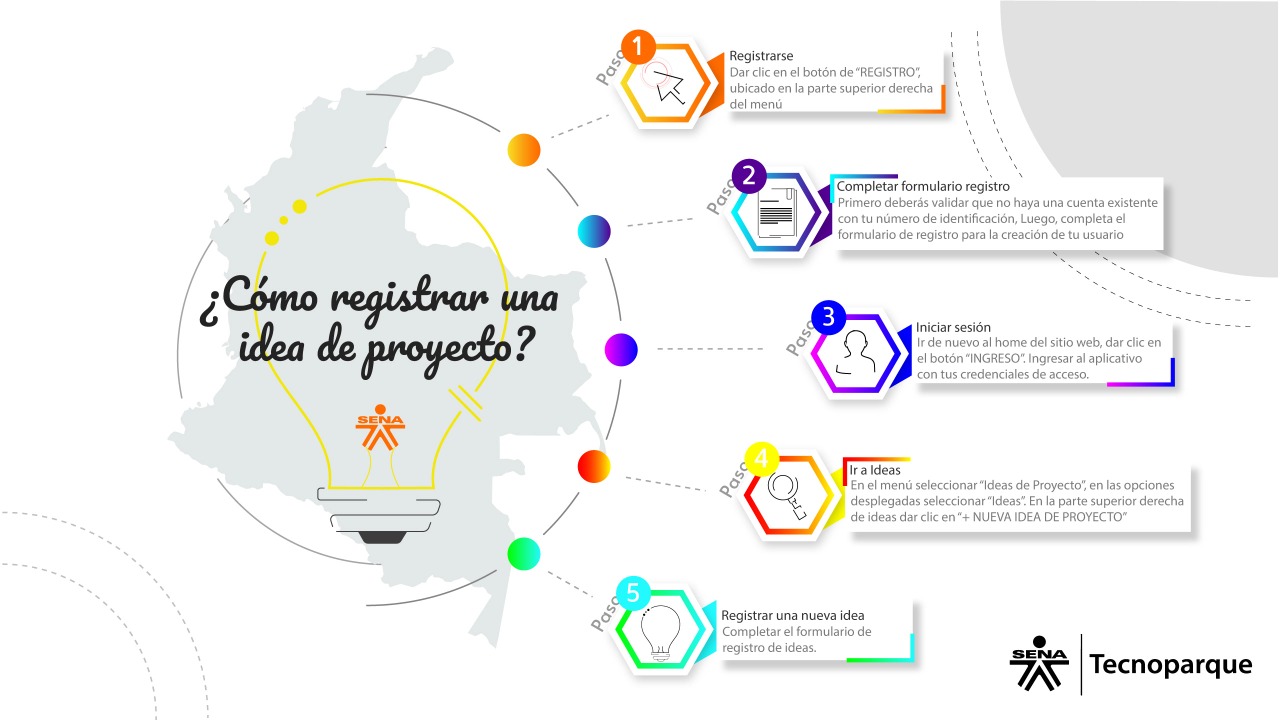 ¿Cómo registrar una
idea de proyecto?
SENA
Paso
1
Registrarse
Dar clic en el botón de “REGISTRO”,
ubicado en la parte superior derecha
del menú
Paso
2
Completar formulario registro
Primero deberás validar que no haya una cuenta existente
con tu número de identificación, Luego, completa el
formulario de registro para la creación de tu usuario
Paso
3
Iniciar sesión
Ir de nuevo al home del sitio web, dar clic en
el botón “INGRESO”. Ingresar al aplicativo
con tus credenciales de acceso.
Paso
4
Ir a Ideas
En el menú seleccionar “Ideas de Proyecto”, en las opciones
desplegadas seleccionar “Ideas”. En la parte superior derecha
de ideas dar clic en “+ NUEVA IDEA DE PROYECTO”
Paso
5
Registrar una nueva idea
Completar el formulario de
registro de ideas.
SENA
Tecnoparque